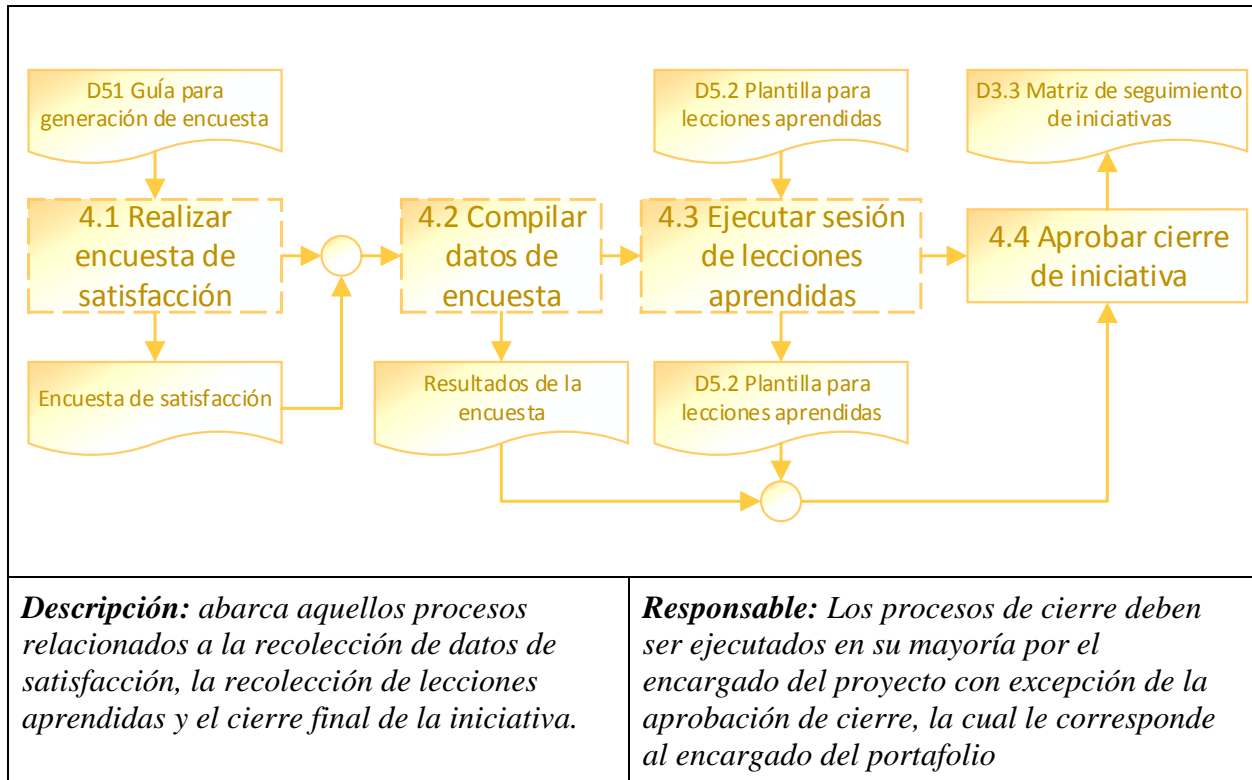 D51 Guía para
generación de encuesta
D5.2 Plantilla para
lecciones aprendidas
D3.3 Matriz de seguimiento
de iniciativas
4.1 Realizar
encuesta de
satisfacción
4.2 Compilar
datos de
encuesta
4.3 Ejecutar sesión
de lecciones
aprendidas
4.4 Aprobar cierre
de iniciativa
Encuesta de satisfacción
Resultados de la
encuesta
D5.2 Plantilla para
lecciones aprendidas
Descripción: abarca aquellos procesos
relacionados a la recolección de datos de
satisfacción, la recolección de lecciones
aprendidas y el cierre final de la iniciativa.
Responsable: Los procesos de cierre deben
ser ejecutados en su mayoría por el
encargado del proyecto con excepción de la
aprobación de cierre, la cual le corresponde
al encargado del portafolio